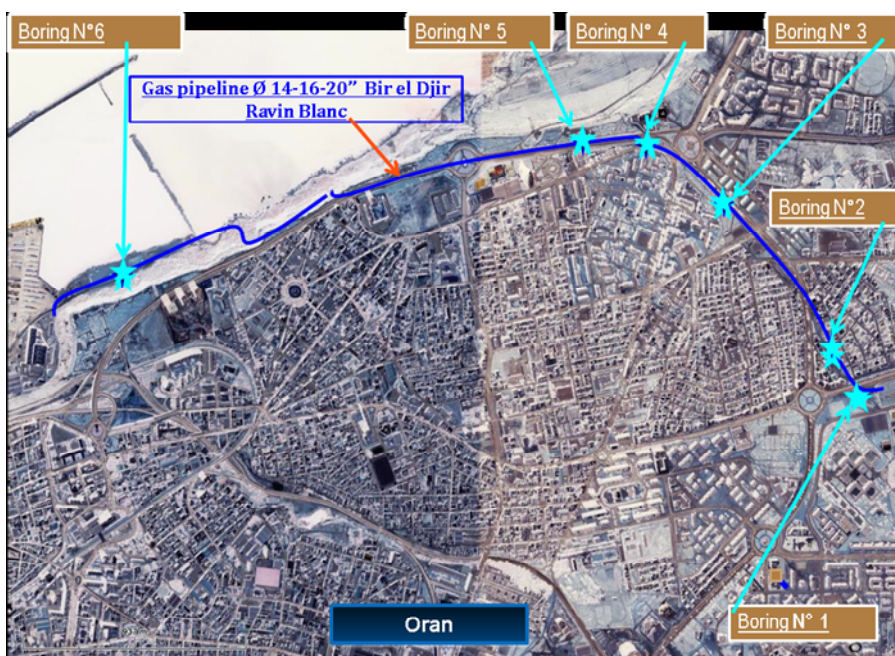 Boring N°6
Boring N° 5
Boring N° 4
Boring N° 3
Gas pipeline Ø 14-16-20” Bir el Djir
Ravin Blanc
Boring N°2
Oran
Boring N° 1